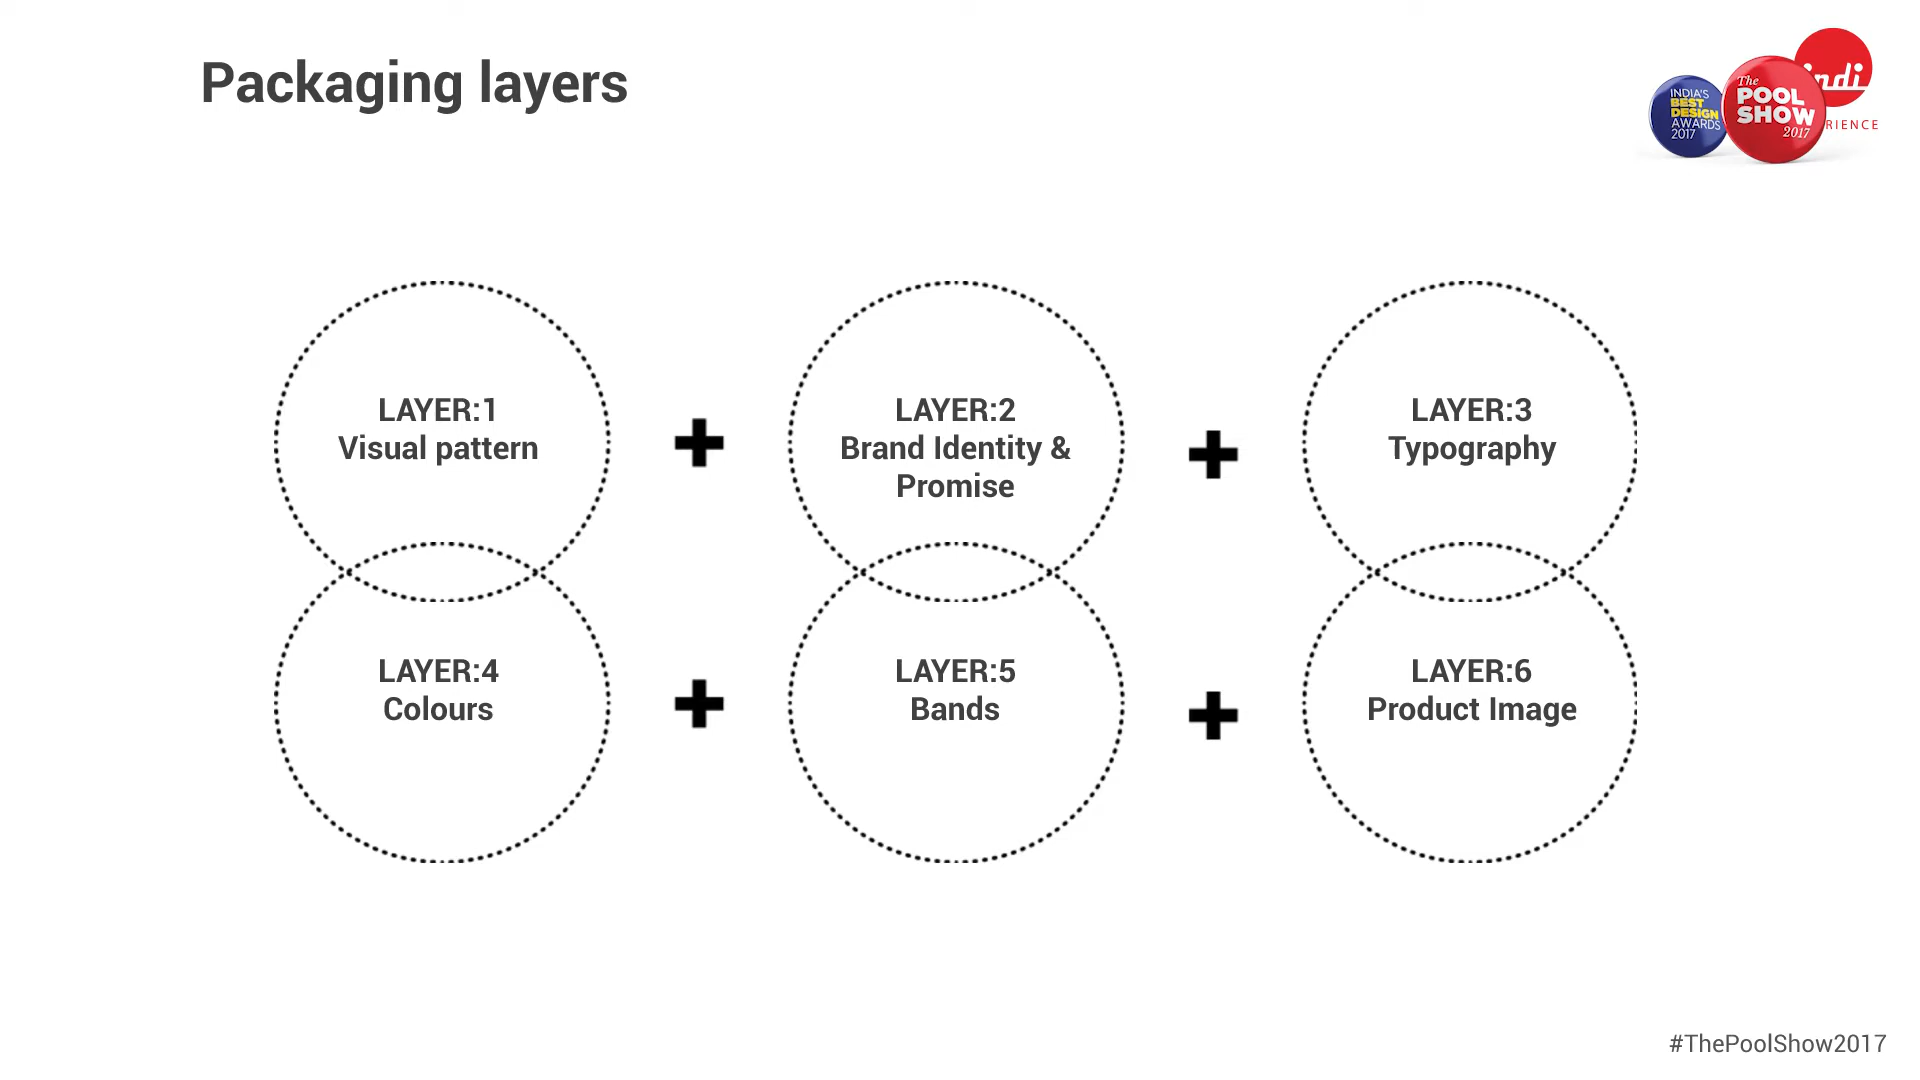 Packaging layers
indi
RIENCE
INDIA'S
BEST
DESIGN
AWARDS
2017
The
POOL
SHOW
2017
LAYER:1
Visual pattern
LAYER:2
Brand Identity &
Promise
LAYER:3
Typography
LAYER:4
Colours
LAYER:5
Bands
LAYER:6
Product Image
#ThePoolShow2017